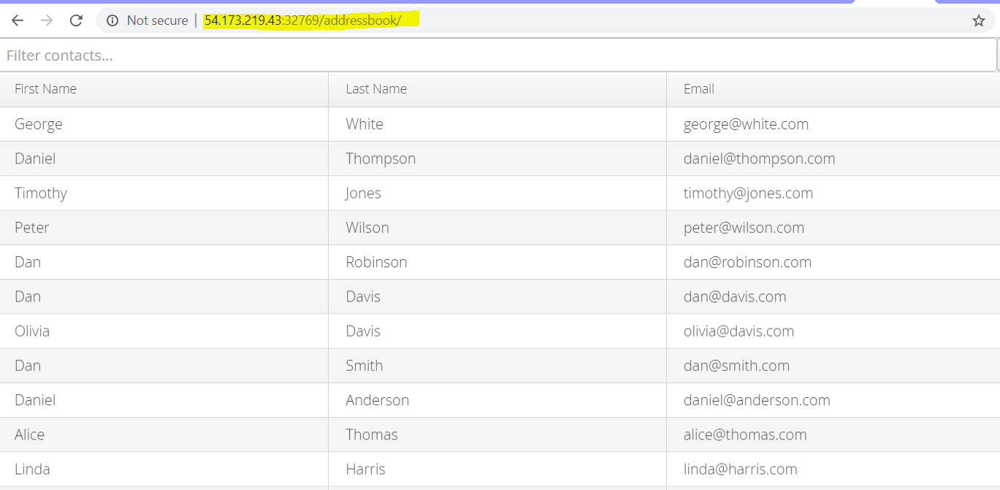 Not secure | 54.173.219.43:32769/addressbook/
Filter contacts...
First Name Last Name Email
George White george@white.com
Daniel Thompson daniel@thompson.com
Timothy Jones timothy@jones.com
Peter Wilson peter@wilson.com
Dan Robinson dan@robinson.com
Dan Davis dan@davis.com
Olivia Davis olivia@davis.com
Dan Smith dan@smith.com
Daniel Anderson daniel@anderson.com
Alice Thomas alice@thomas.com
Linda Harris linda@harris.com